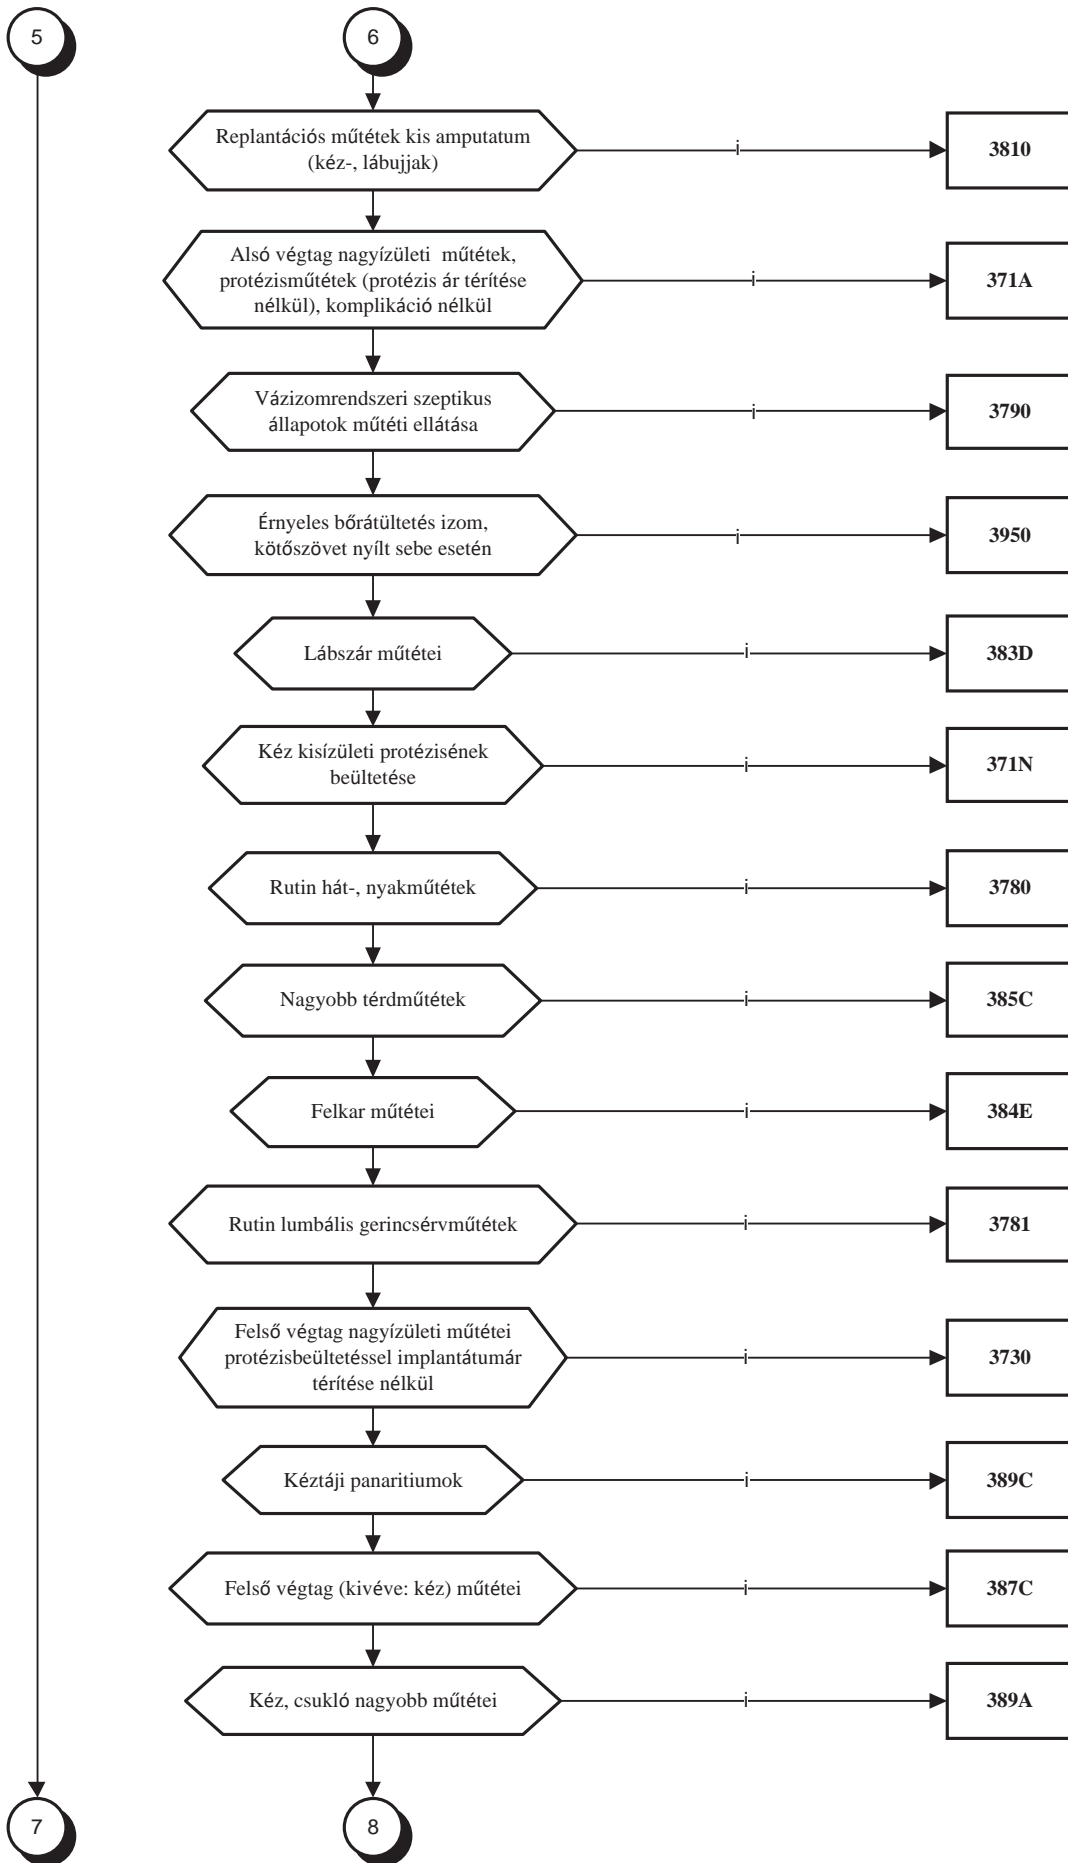 5
6
Replantációs műtétek kis amputatum
(kéz-, lábujjak)
i
3810
Alsó végtag nagyízületi műtétek,
protézisműtétek (protézis ár térítése
nélkül), komplikáció nélkül
i
371A
Vázizomrendszeri szeptikus
állapotok műtéti ellátása
i
3790
Érnyeles bőrátültetés izom,
kötőszövet nyílt sebe esetén
i
3950
Lábszár műtétei
i
383D
Kéz kisízületi protézisének
beültetése
i
371N
Rutin hát-, nyakműtétek
i
3780
Nagyobb térdműtétek
i
385C
Felkar műtétei
i
384E
Rutin lumbális gerincsérvműtétek
i
3781
Felső végtag nagyízületi műtétei
protézisbeültetéssel implantátumár
térítése nélkül
i
3730
Kéztáji panaritiumok
i
389C
Felső végtag (kivéve: kéz) műtétei
i
387C
Kéz, csukló nagyobb műtétei
i
389A
7
8